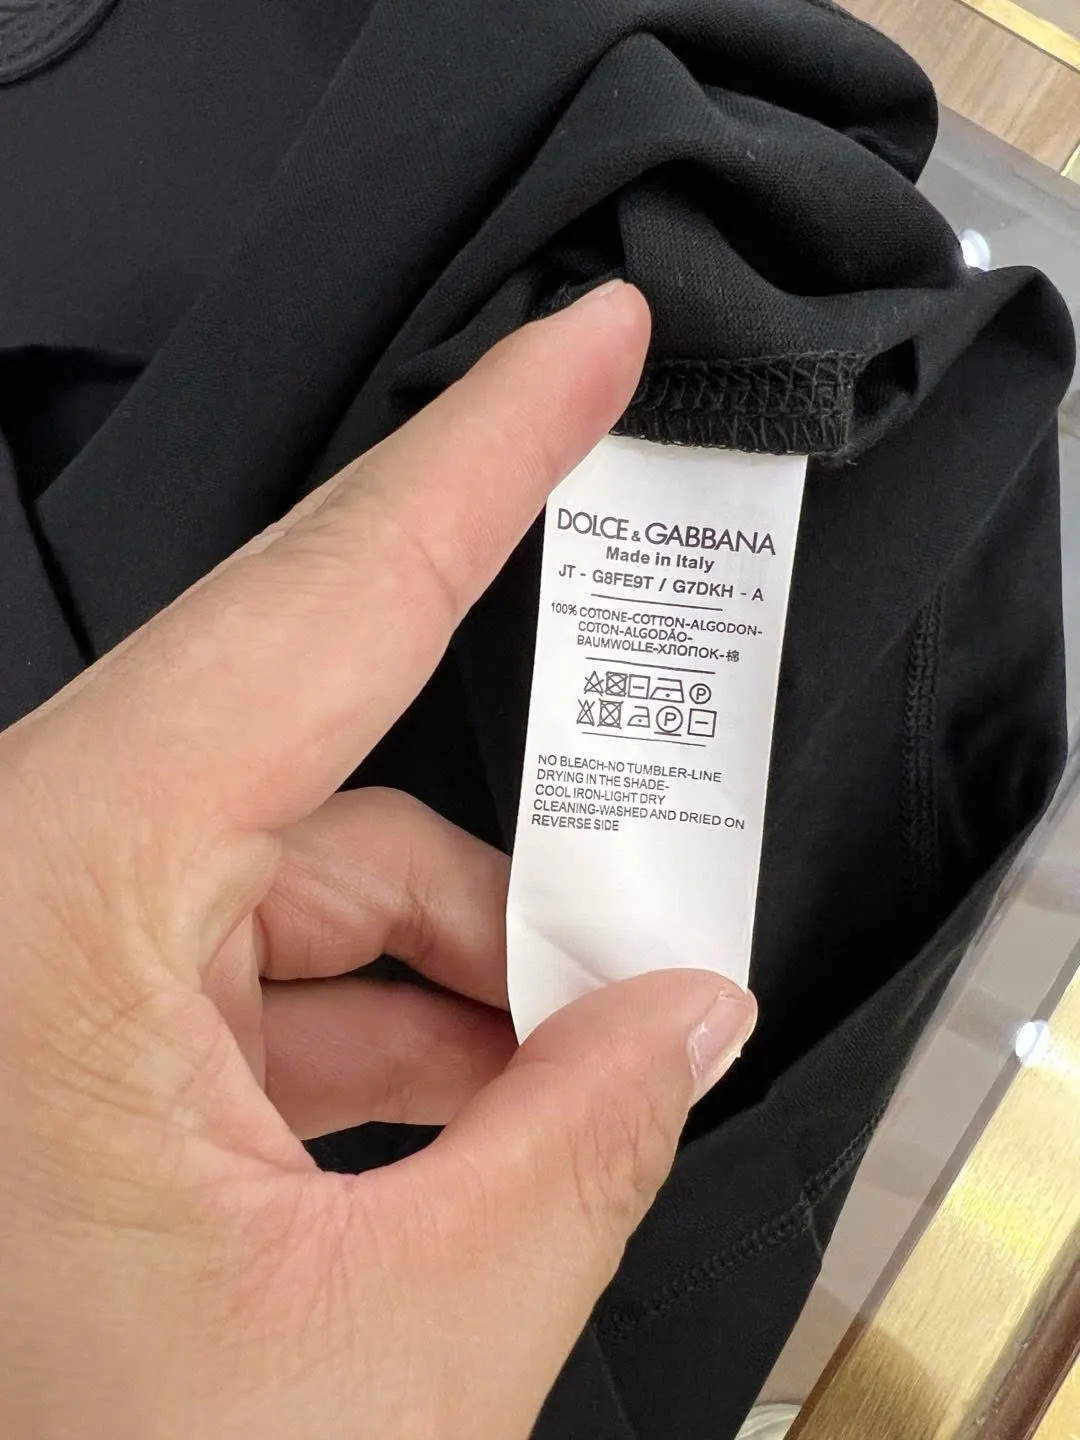 DOLCE & GABBANA
Made in Italy
JT - G8FE9T / G7DKH - A
100% COTONE-COTTON-ALGODON-
COTON-ALGODÃO-
BAUMWOLLE-ХЛОПОК-棉
P
P
NO BLEACH-NO TUMBLER-LINE
DRYING IN THE SHADE-
COOL IRON-LIGHT DRY
CLEANING-WASHED AND DRIED ON
REVERSE SIDE